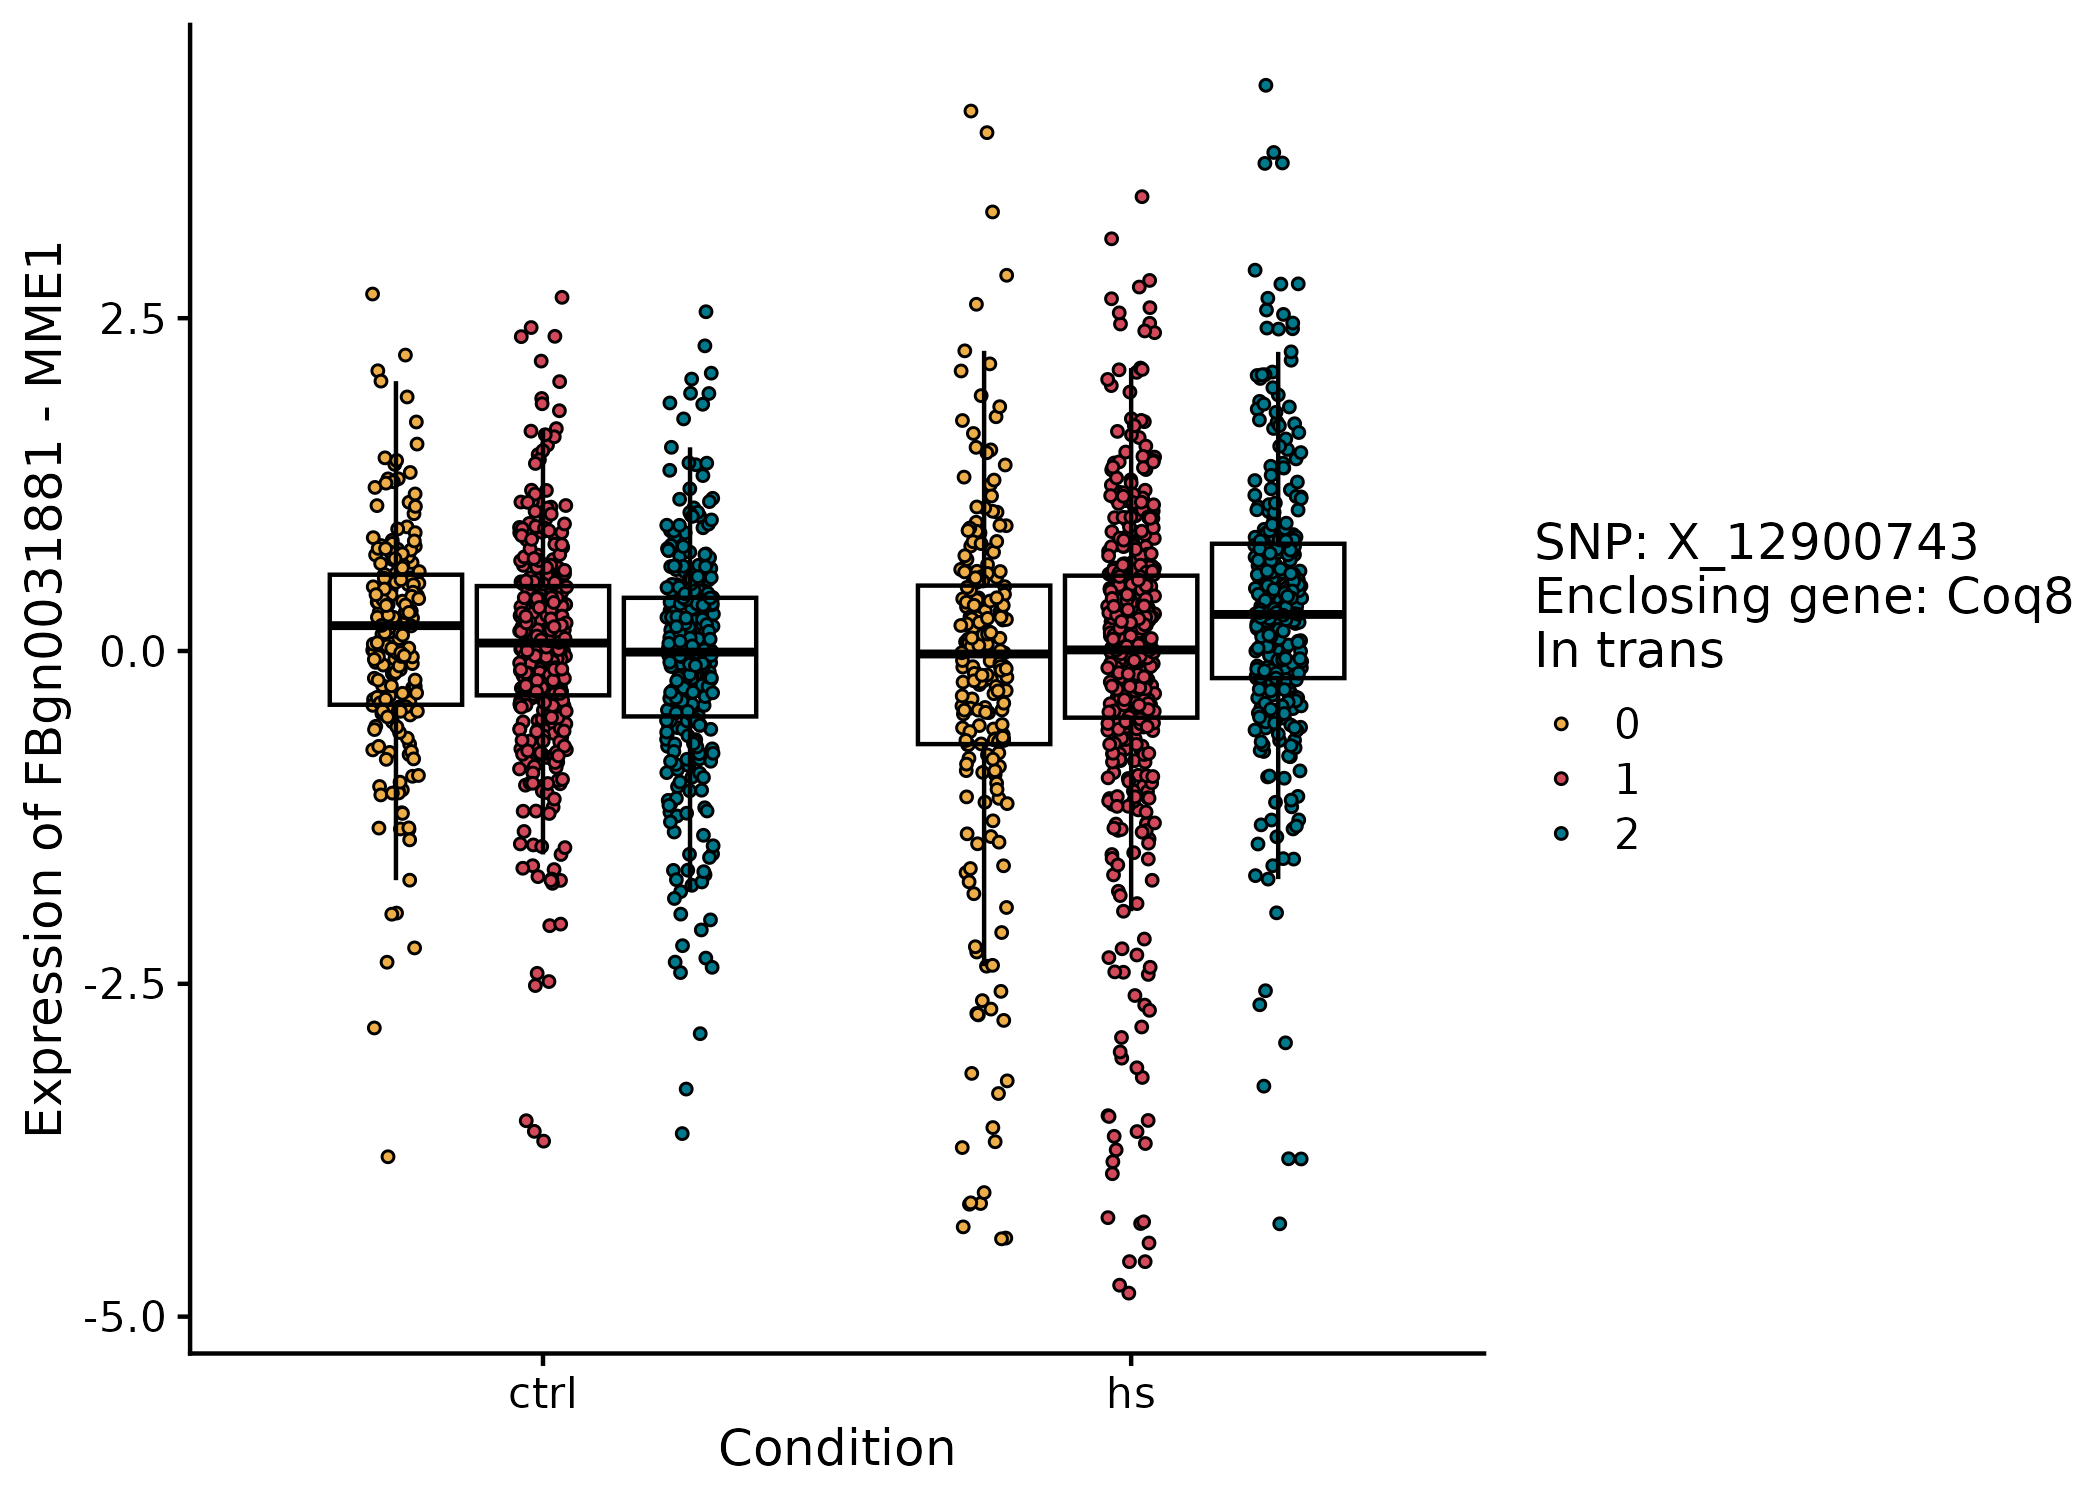 Expression of FBgn0031881 - MME1
2.5
0.0
-2.5
-5.0
ctrl
hs
Condition
SNP: X_12900743
Enclosing gene: Coq8
In trans
0
1
2